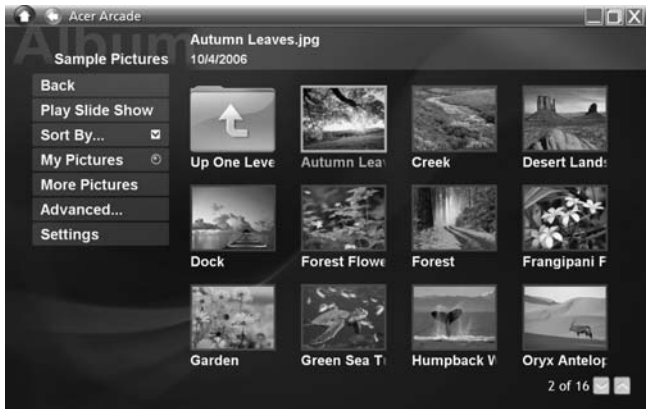 Acer Arcade
Album
Autumn Leaves.jpg
Sample Pictures
10/4/2006
Back
Play Slide Show
Sort By...
My Pictures
More Pictures
Advanced...
Settings
Up One Leve
Autumn Lea
Creek
Desert Lands
Dock
Forest Flowe
Forest
Frangipani F
Garden
Green Sea T
Humpback W
Oryx Antelop
2 of 16